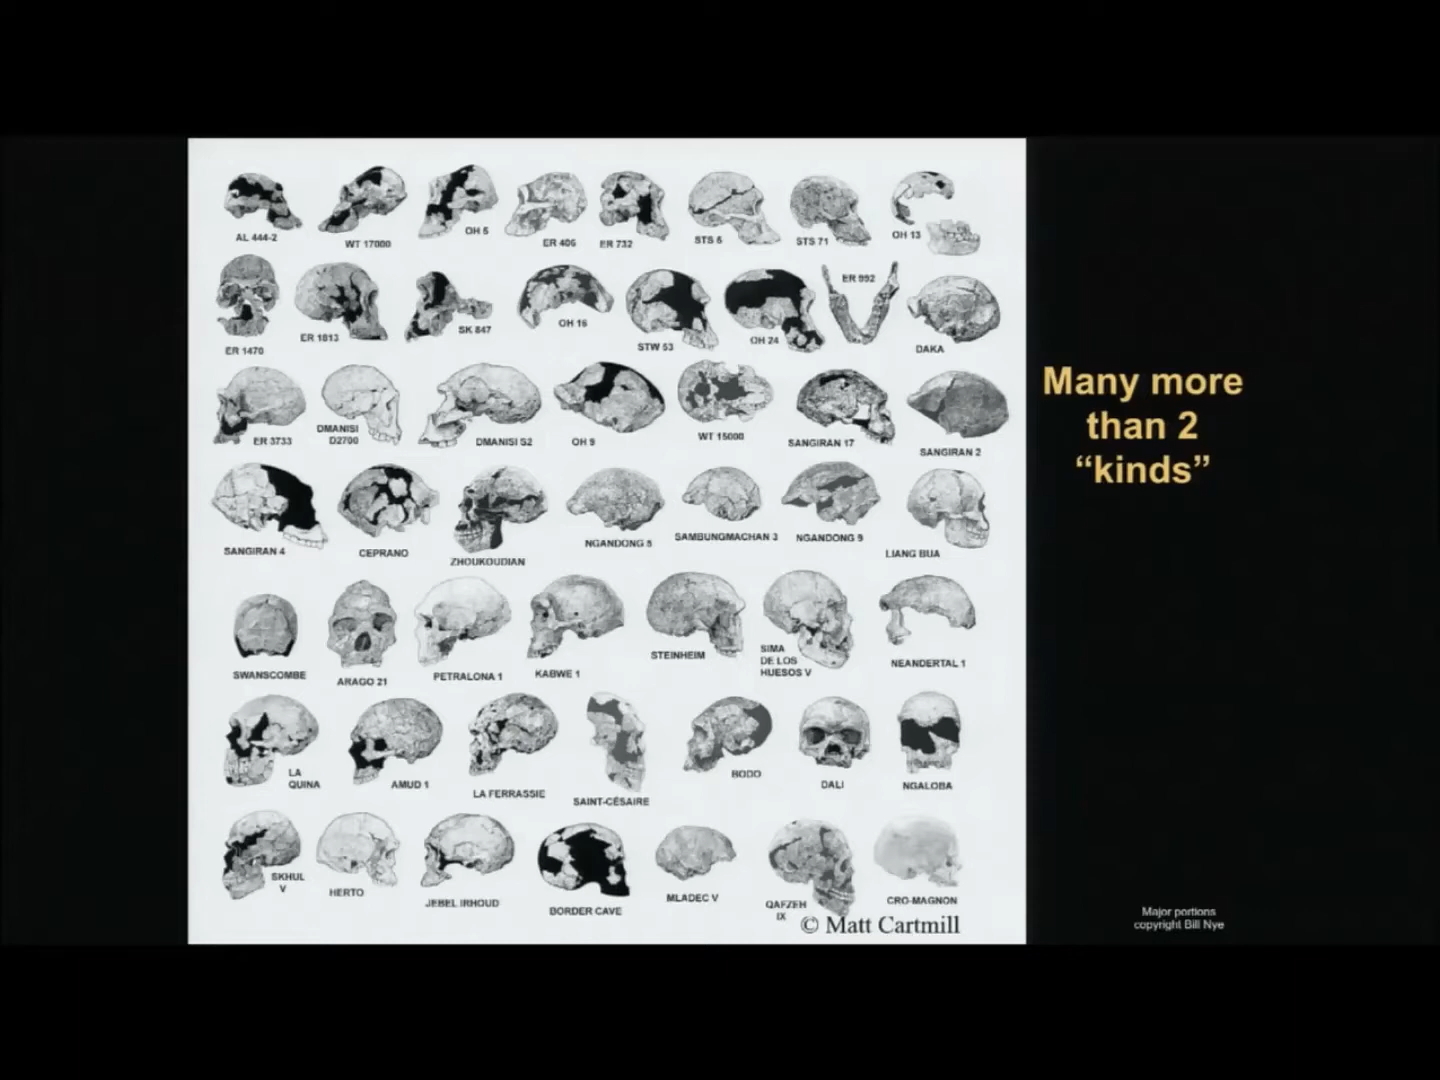 AL 444-2
WT 17000
OH 5
ER 406
ER 732
STS 5
STS 71
OH 13
ER 1470
ER 1813
SK 847
OH 16
STW 53
OH 24
ER 992
DAKA
ER 3733
DMANISI
D2700
DMANISI S2
OH 9
WT 15000
SANGIRAN 17
SANGIRAN 2
SANGIRAN 4
CEPRANO
ZHOUKOUDIAN
NGANDONG 5
SAMBUNGMACHAN 3
NGANDONG 9
LIANG BUA
SWANSCOMBE
ARAGO 21
PETRALONA 1
KABWE 1
STEINHEIM
SIMA
DE LOS
HUESOS V
NEANDERTAL 1
LA
QUINA
AMUD 1
LA FERRASSIE
SAINT-CÉSAIRE
BODO
DALI
NGALOBA
SKHUL
V
HERTO
JEBEL IRHOUD
BORDER CAVE
MLADEC V
QAFZEH
IX
CRO-MAGNON
© Matt Cartmill
Many more
than 2
“kinds”
Major portions
copyright Bill Nye